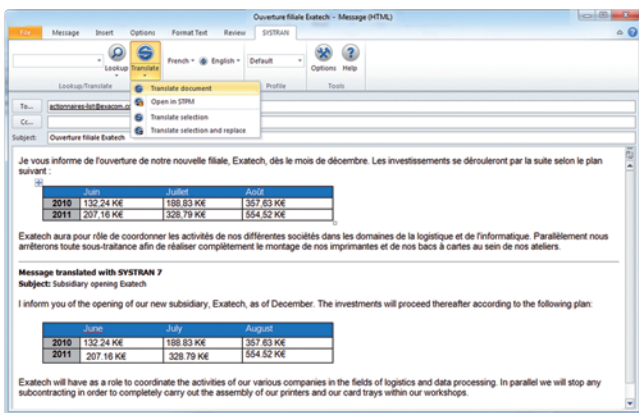 Ouverture filiale Exatech - Message (HTML)
File Message Insert Options Format Text Review SYSTRAN
Lookup Translate French English Default Options Help
Lookup/Translate Profile Tools
Translate document
Open in STPM
Translate selection
Translate selection and replace
To... actionnaires-list@exacom.c
Cc...
Subject: Ouverture filiale Exatech
Je vous informe de l'ouverture de notre nouvelle filiale, Exatech, dès le mois de décembre. Les investissements se dérouleront par la suite selon le plan
suivant :
Juin Juillet Août
2010 132,24 K€ 188,83 K€ 357,63 K€
2011 207,16 K€ 328,79 K€ 554,52 K€
Exatech aura pour rôle de coordonner les activités de nos différentes sociétés dans les domaines de la logistique et de l'informatique. Parallèlement nous
arrêterons toute sous-traitance afin de réaliser complètement le montage de nos imprimantes et de nos bacs à cartes au sein de nos ateliers.
Message translated with SYSTRAN 7
Subject: Subsidiary opening Exatech
I inform you of the opening of our new subsidiary, Exatech, as of December. The investments will proceed thereafter according to the following plan:
June July August
2010 132.24 K€ 188.83 K€ 357.63 K€
2011 207.16 K€ 328.79 K€ 554.52 K€
Exatech will have as a role to coordinate the activities of our various companies in the fields of logistics and data processing. In parallel we will stop any
subcontracting in order to completely carry out the assembly of our printers and our card trays within our workshops.